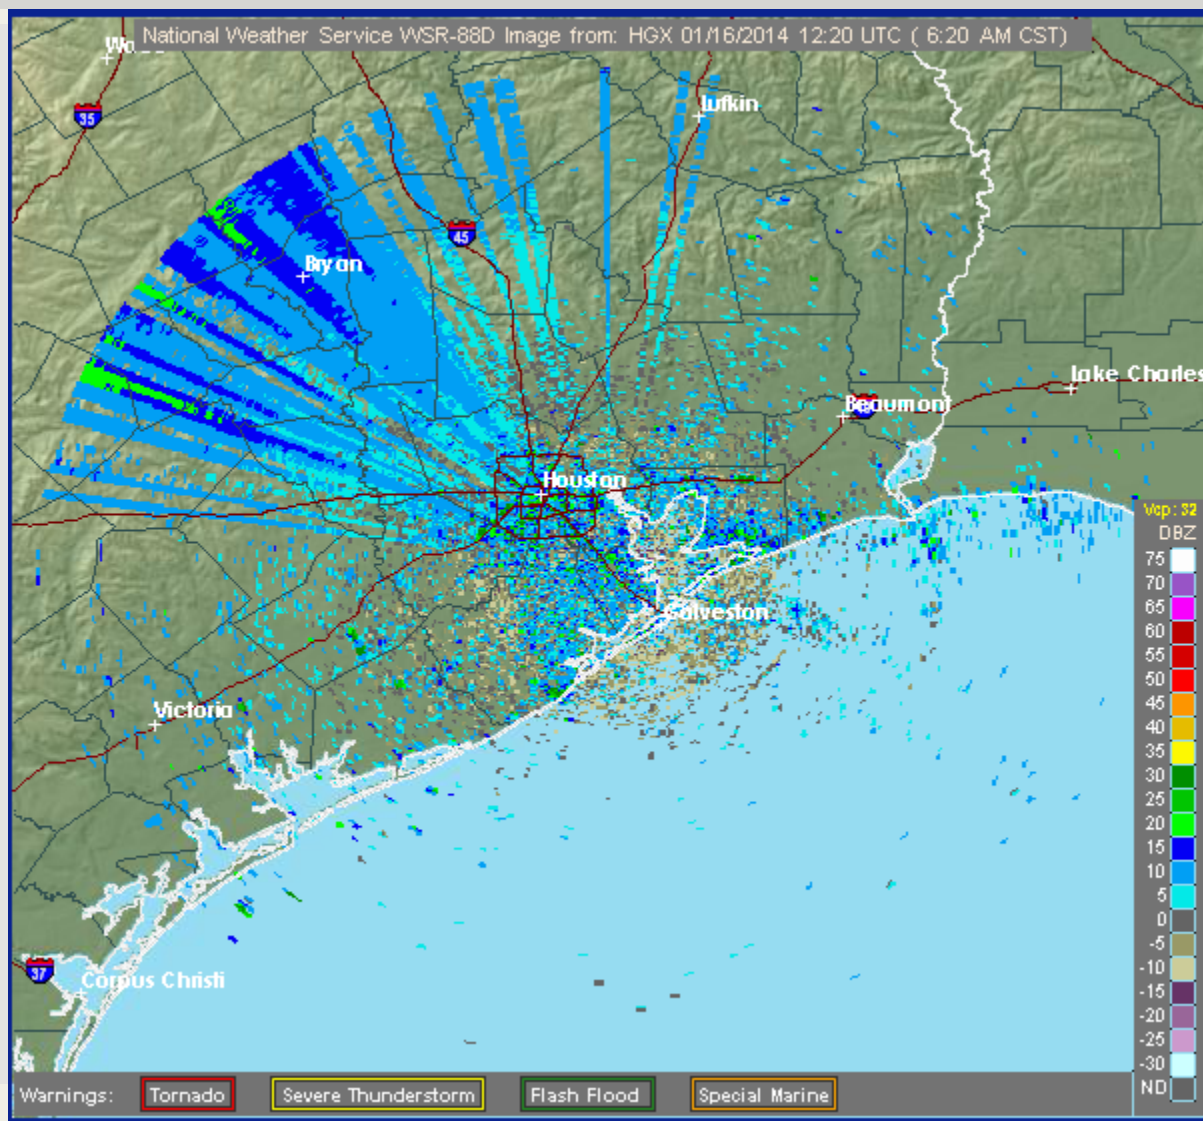 National Weather Service WSR-88D Image from: HGX 01/16/2014 12:20 UTC ( 6:20 AM CST)
Lufkin
35
45
Bryan
Lake Charles
Beaumont
Houston
Vcp: 32
DBZ
75
70
65
60
55
50
45
40
35
30
25
20
15
10
5
0
-5
-10
-15
-20
-25
-30
ND
Galveston
Victoria
37
Corpus Christi
Warnings: Tornado Severe Thunderstorm Flash Flood Special Marine